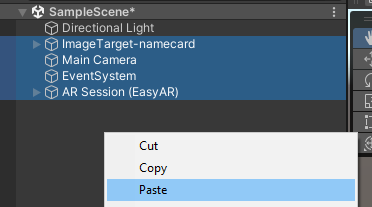 SampleScene*
Directional Light
ImageTarget-namecard
Main Camera
EventSystem
AR Session (EasyAR)
Cut
Copy
Paste